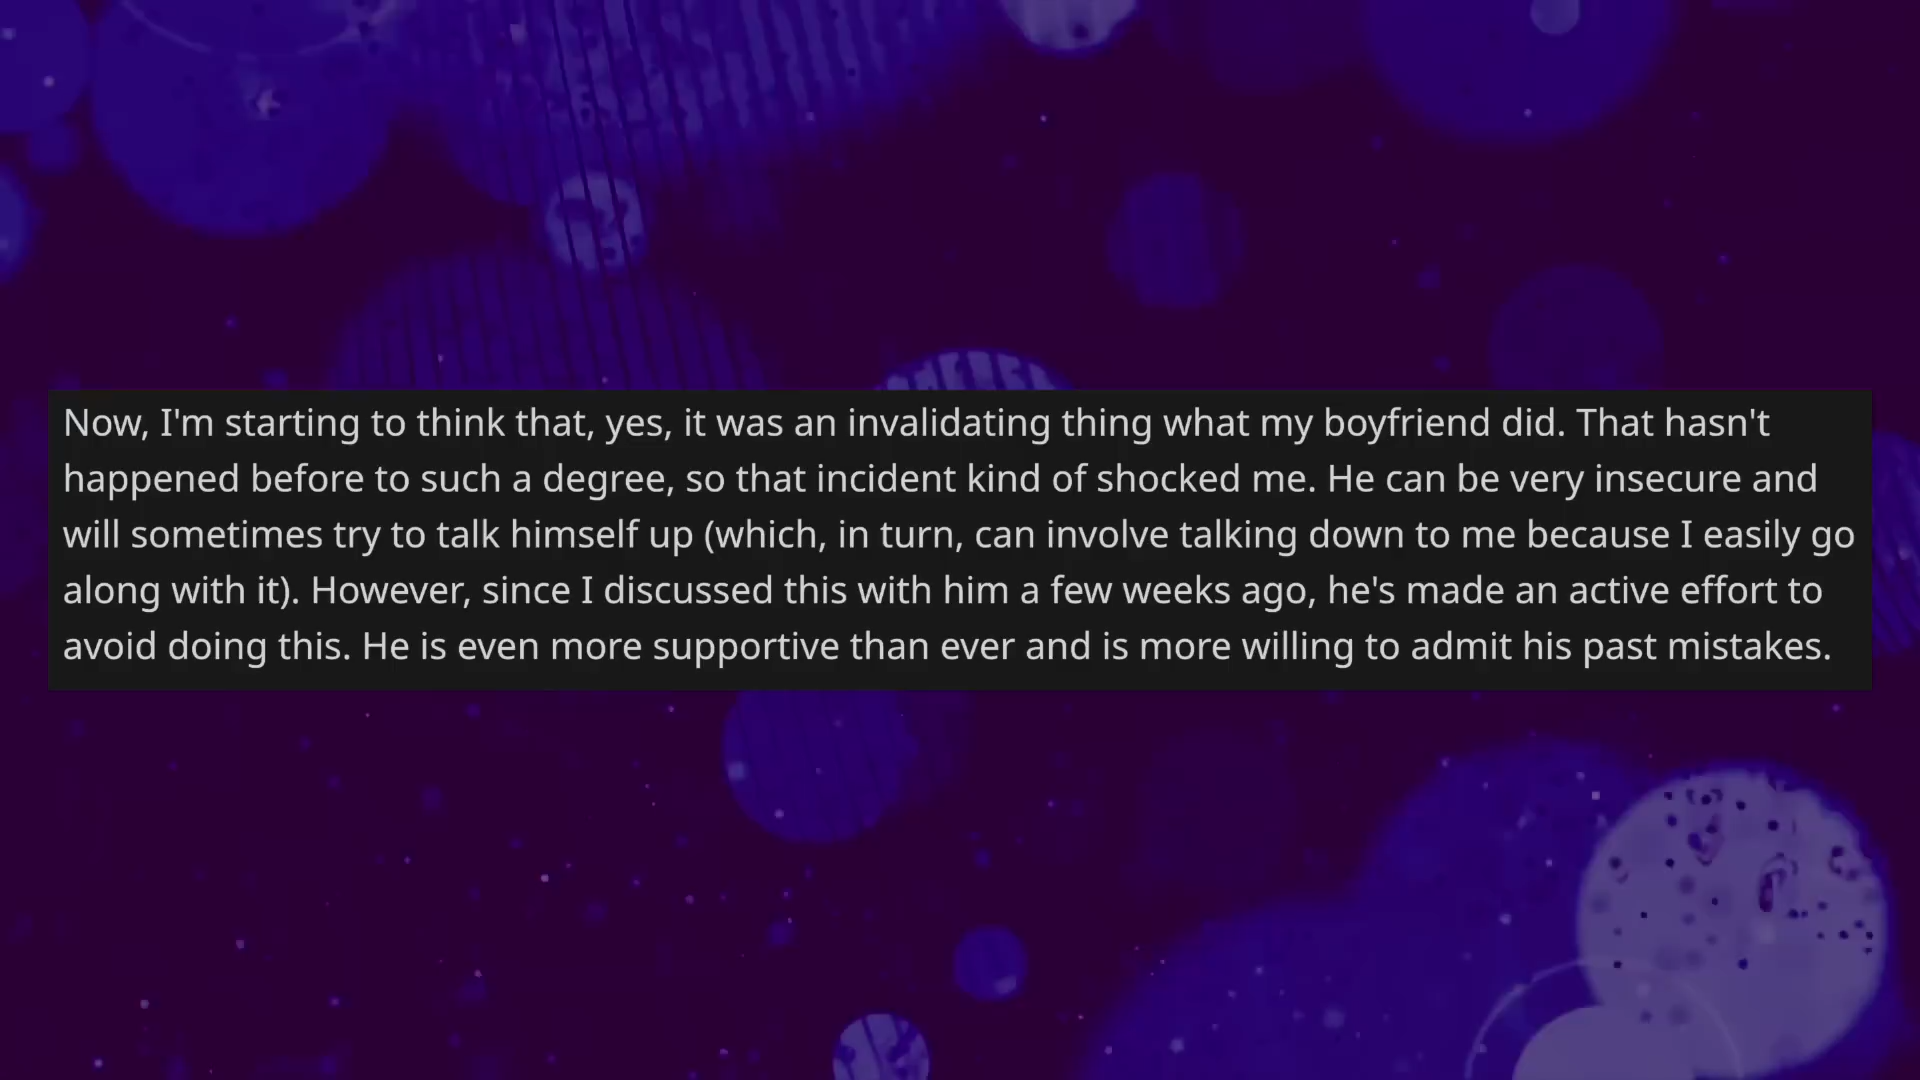 Now, I'm starting to think that, yes, it was an invalidating thing what my boyfriend did. That hasn't
happened before to such a degree, so that incident kind of shocked me. He can be very insecure and
will sometimes try to talk himself up (which, in turn, can involve talking down to me because I easily go
along with it). However, since I discussed this with him a few weeks ago, he's made an active effort to
avoid doing this. He is even more supportive than ever and is more willing to admit his past mistakes.